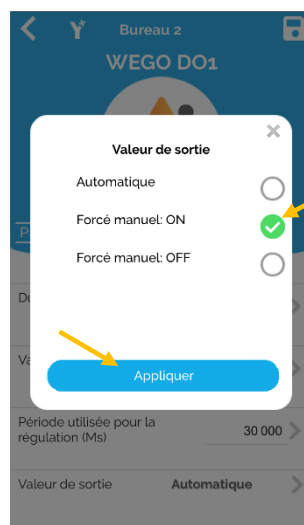 Bureau 2
WEGO DO1
Valeur de sortie
Automatique
Forcé manuel: ON
Forcé manuel: OFF
Appliquer
Période utilisée pour la
régulation (Ms)
30 000
Valeur de sortie
Automatique